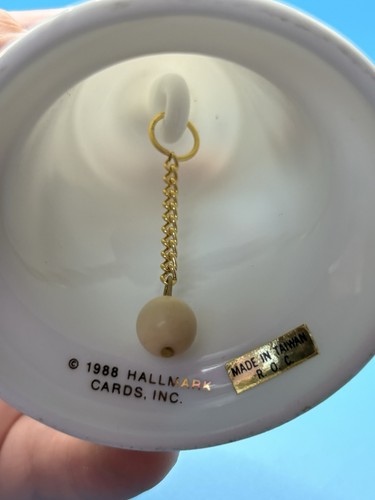 © 1988 HALLMARK
CARDS, INC.
MADE IN TAIWAN
R. O. C.